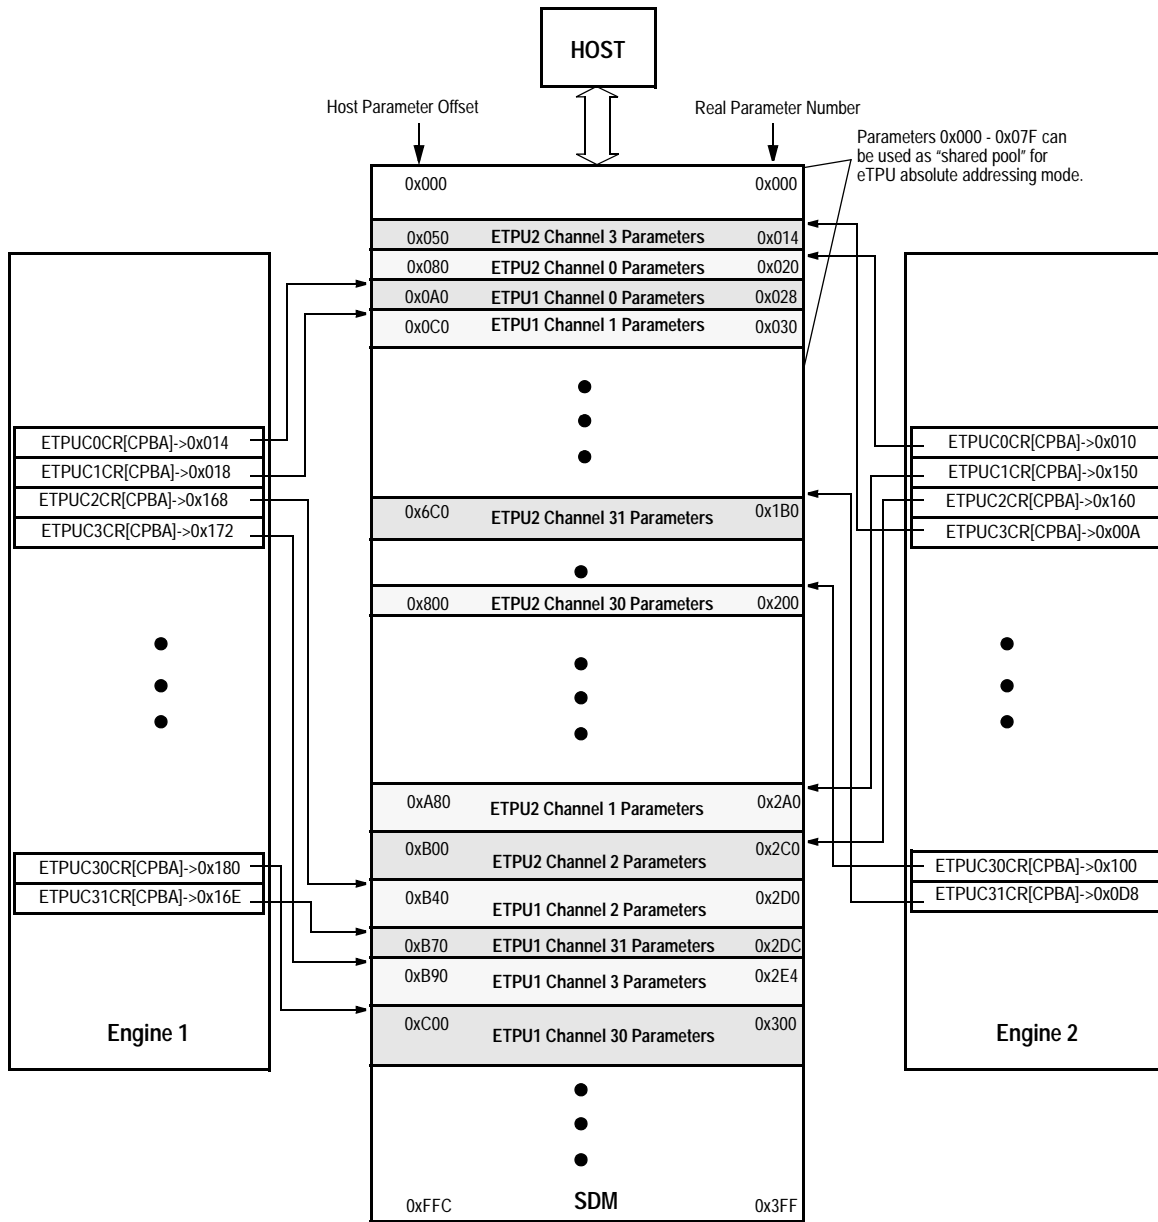 HOST
Host Parameter Offset
Real Parameter Number
Parameters 0x000 - 0x07F can
be used as “shared pool” for
eTPU absolute addressing mode.
0x000 0x000
0x050 ETPU2 Channel 3 Parameters 0x014
0x080 ETPU2 Channel 0 Parameters 0x020
0x0A0 ETPU1 Channel 0 Parameters 0x028
0x0C0 ETPU1 Channel 1 Parameters 0x030
0x6C0 ETPU2 Channel 31 Parameters 0x1B0
0x800 ETPU2 Channel 30 Parameters 0x200
0xA80 ETPU2 Channel 1 Parameters 0x2A0
0xB00 ETPU2 Channel 2 Parameters 0x2C0
0xB40 ETPU1 Channel 2 Parameters 0x2D0
0xB70 ETPU1 Channel 31 Parameters 0x2DC
0xB90 ETPU1 Channel 3 Parameters 0x2E4
0xC00 ETPU1 Channel 30 Parameters 0x300
0xFFC SDM 0x3FF
ETPUC0CR[CPBA]->0x014
ETPUC1CR[CPBA]->0x018
ETPUC2CR[CPBA]->0x168
ETPUC3CR[CPBA]->0x172
ETPUC30CR[CPBA]->0x180
ETPUC31CR[CPBA]->0x16E
Engine 1
ETPUC0CR[CPBA]->0x010
ETPUC1CR[CPBA]->0x150
ETPUC2CR[CPBA]->0x160
ETPUC3CR[CPBA]->0x00A
ETPUC30CR[CPBA]->0x100
ETPUC31CR[CPBA]->0x0D8
Engine 2